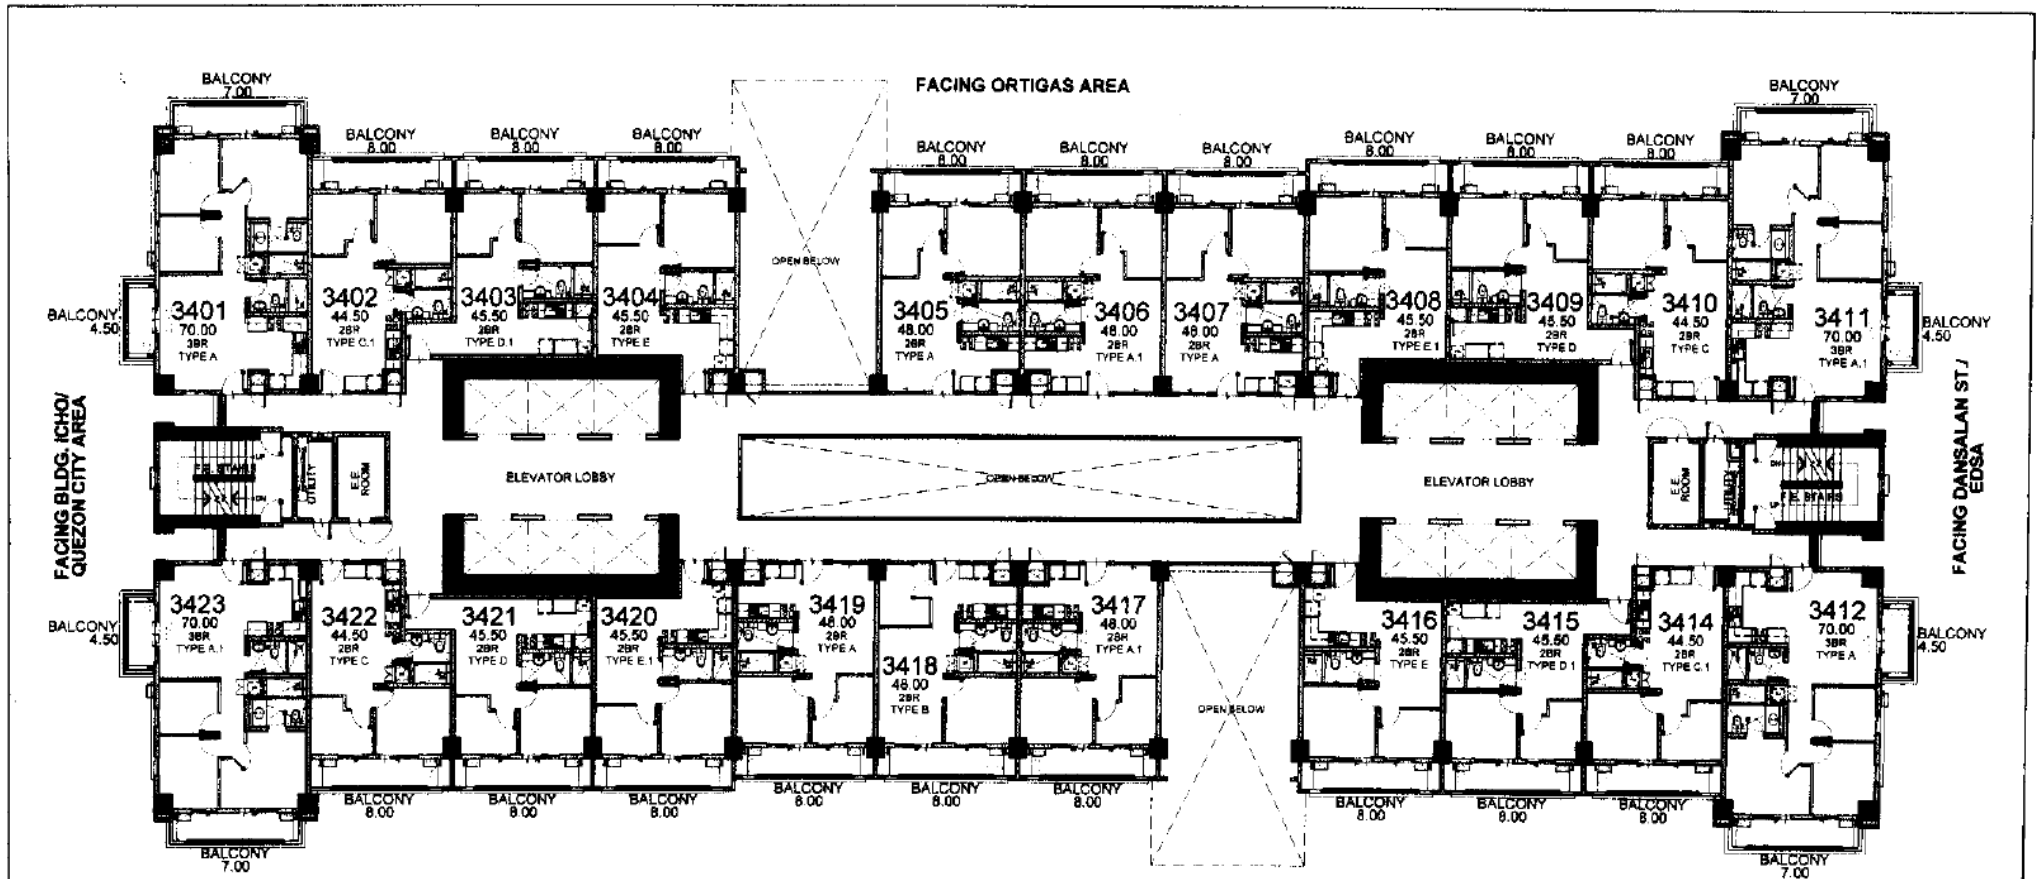 FACING ORTIGAS AREA
BALCONY
7.00
BALCONY
8.00
BALCONY
8.00
BALCONY
8.00
BALCONY
8.00
BALCONY
8.00
BALCONY
8.00
BALCONY
8.00
BALCONY
8.00
BALCONY
8.00
BALCONY
7.00
OPEN BELOW
BALCONY
4.50
3401
70.00
3BR
TYPE A
3402
44.50
2BR
TYPE C.1
3403
45.50
2BR
TYPE D.1
3404
45.50
2BR
TYPE E
3405
48.00
2BR
TYPE A
3406
48.00
2BR
TYPE A.1
3407
48.00
2BR
TYPE A
3408
45.50
2BR
TYPE E.1
3409
45.50
2BR
TYPE D
3410
44.50
2BR
TYPE C
3411
70.00
3BR
TYPE A.1
BALCONY
4.50
FACING BLDG. ICHO/
QUEZON CITY AREA
F.E. STAIRS
UP
DN
UTILITY
E.E.
ROOM
ELEVATOR LOBBY
OPEN BELOW
ELEVATOR LOBBY
E.E.
ROOM
UTILITY
DN
UP
F.E. STAIRS
FACING DANSALAN ST./
EDSA
BALCONY
4.50
3423
70.00
3BR
TYPE A.1
3422
44.50
2BR
TYPE C
3421
45.50
2BR
TYPE D
3420
45.50
2BR
TYPE E.1
3419
48.00
2BR
TYPE A
3418
48.00
2BR
TYPE B
3417
48.00
2BR
TYPE A.1
OPEN BELOW
3416
45.50
2BR
TYPE E
3415
45.50
2BR
TYPE D.1
3414
44.50
2BR
TYPE C.1
3412
70.00
3BR
TYPE A
BALCONY
4.50
BALCONY
7.00
BALCONY
8.00
BALCONY
8.00
BALCONY
8.00
BALCONY
8.00
BALCONY
8.00
BALCONY
8.00
BALCONY
8.00
BALCONY
8.00
BALCONY
8.00
BALCONY
7.00